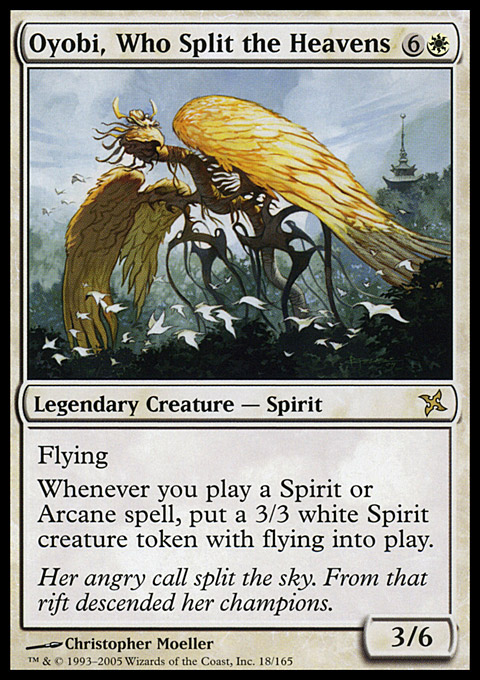 Oyobi, Who Split the Heavens 6
Legendary Creature — Spirit
Flying
Whenever you play a Spirit or
Arcane spell, put a 3/3 white Spirit
creature token with flying into play.
Her angry call split the sky. From that
rift descended her champions.
Christopher Moeller
3/6
™ & © 1993–2005 Wizards of the Coast, Inc. 18/165